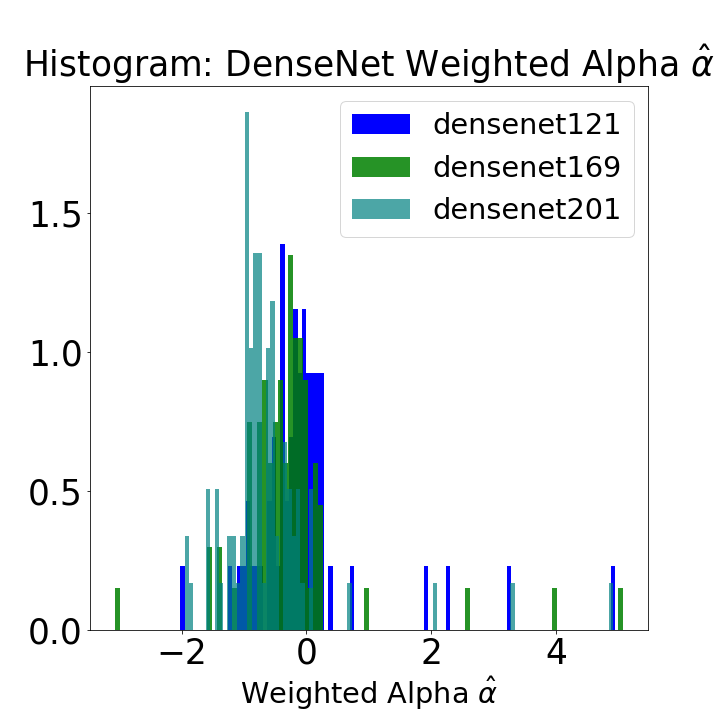 Histogram: DenseNet Weighted Alpha α̂
densenet121
densenet169
densenet201
1.5
1.0
0.5
0.0
−2 0 2 4
Weighted Alpha α̂